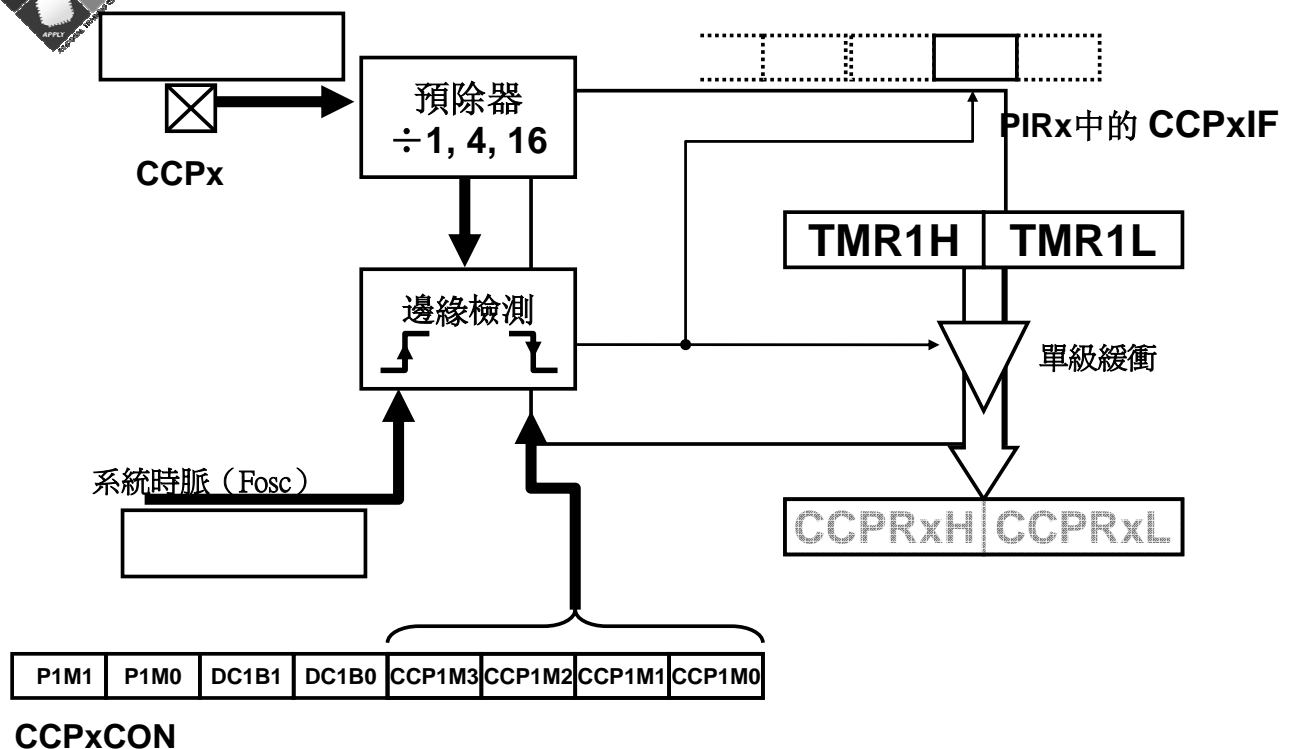 APPLY
預除器
÷1, 4, 16
CCPx
PIRx中的 CCPxIF
TMR1H TMR1L
邊緣檢測
單級緩衝
系統時脈（Fosc）
CCPRxH CCPRxL
P1M1 P1M0 DC1B1 DC1B0 CCP1M3 CCP1M2 CCP1M1 CCP1M0
CCPxCON